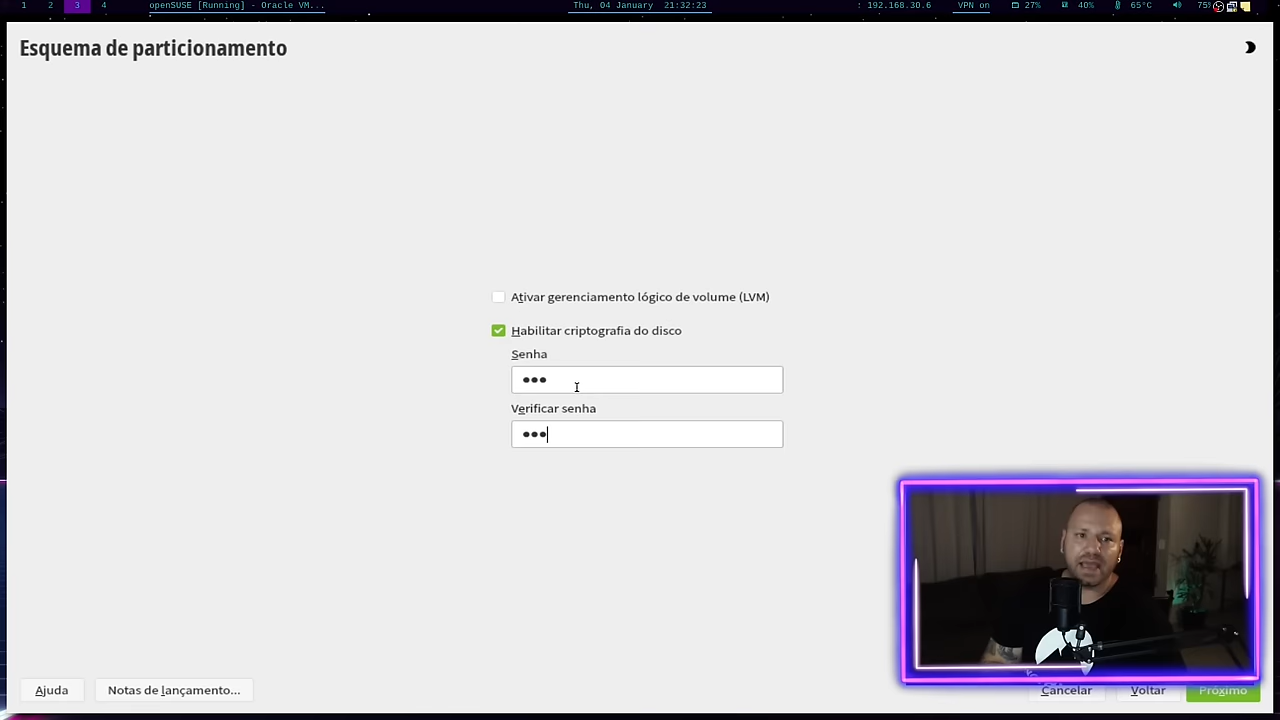 1 2 3 4 openSUSE [Running] - Oracle VM... Thu, 04 January 21:32:23 : 192.168.30.6 VPN on 27% 40% 65°C 75%
Esquema de particionamento
Ativar gerenciamento lógico de volume (LVM)
Habilitar criptografia do disco
Senha
Verificar senha
Ajuda Notas de lançamento... Cancelar Voltar Próximo